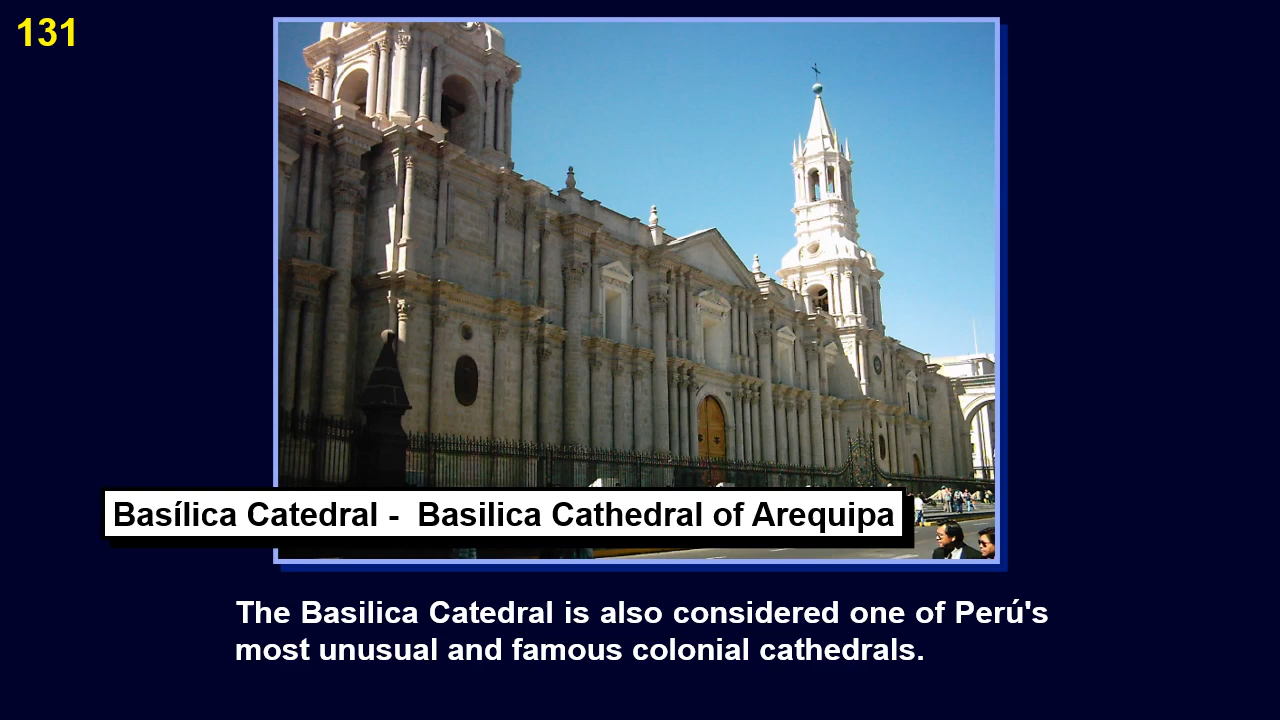 131
Basílica Catedral -  Basilica Cathedral of Arequipa
The Basilica Catedral is also considered one of Perú's
most unusual and famous colonial cathedrals.